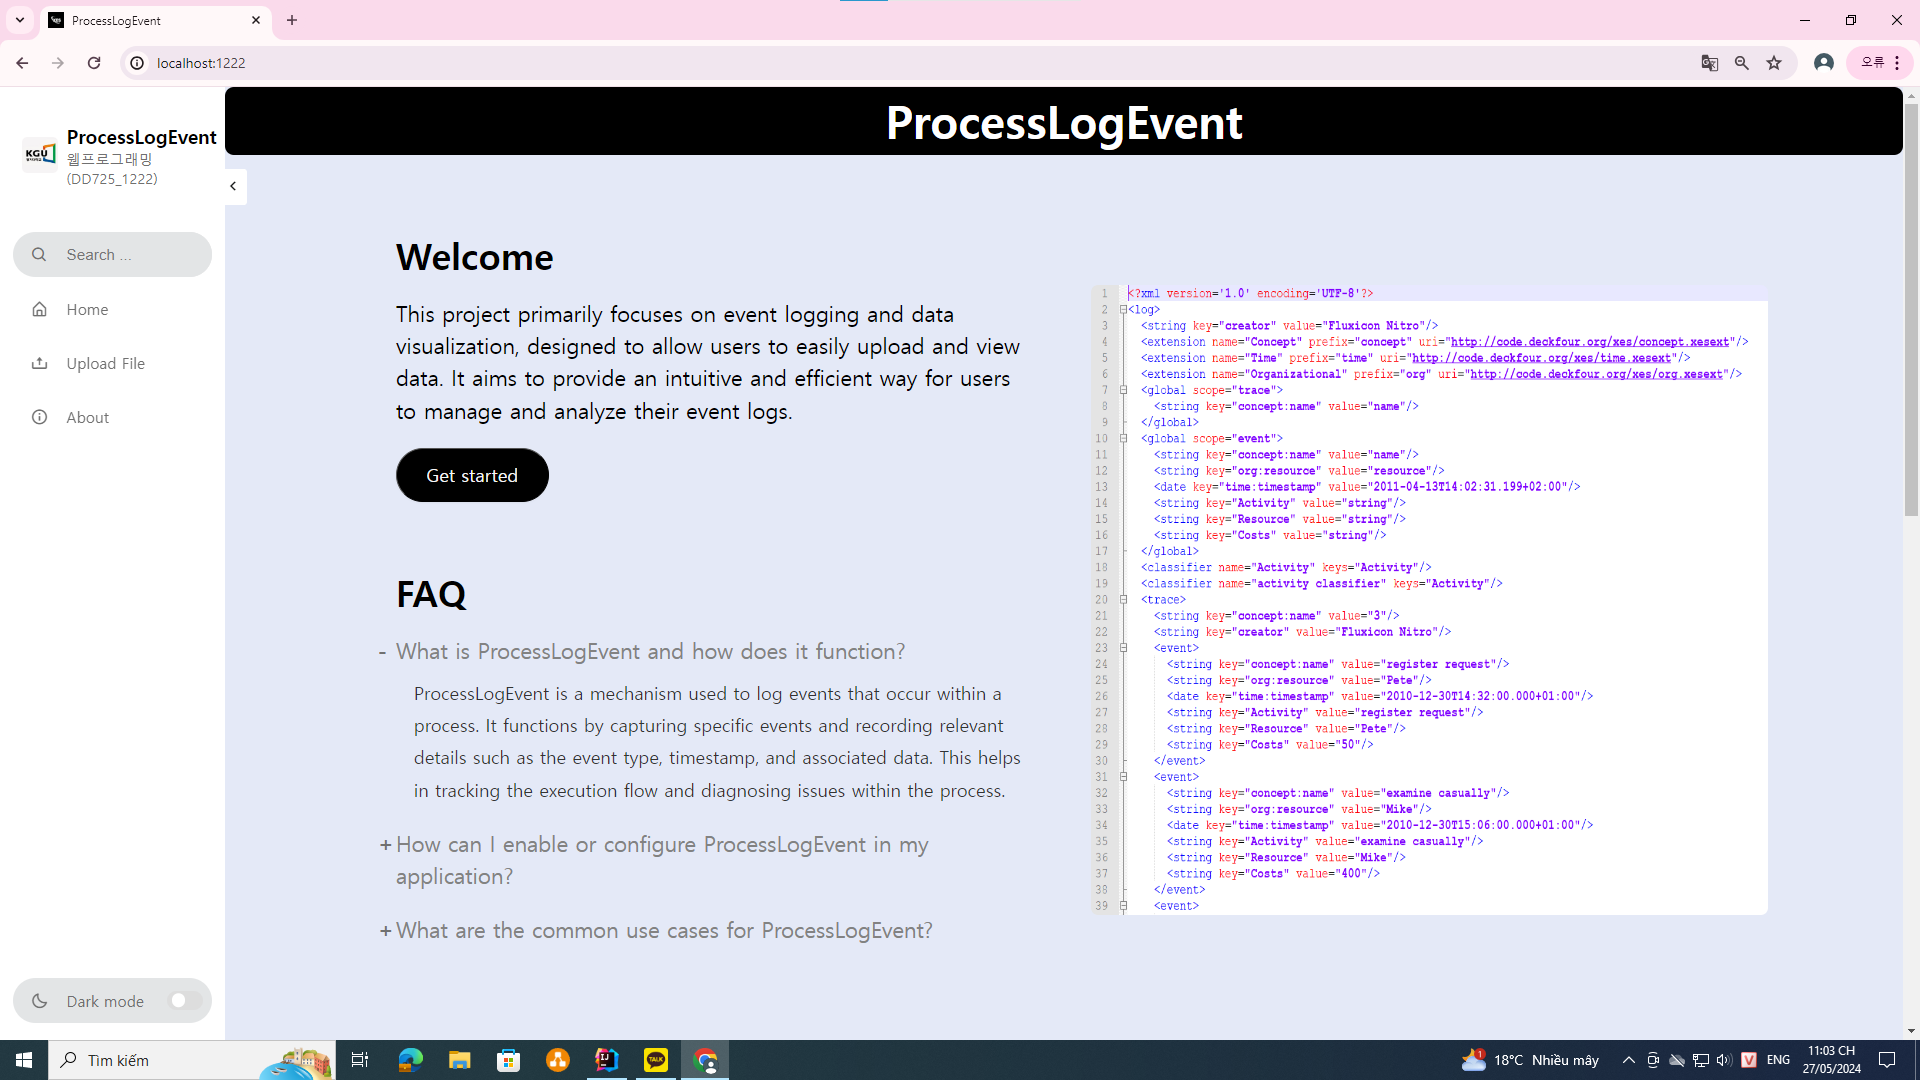 ProcessLogEvent
localhost:1222
오류
KGU
ProcessLogEvent
웹프로그래밍
(DD725_1222)
Search ...
Home
Upload File
About
Dark mode
ProcessLogEvent
Welcome
This project primarily focuses on event logging and data
visualization, designed to allow users to easily upload and view
data. It aims to provide an intuitive and efficient way for users
to manage and analyze their event logs.
Get started
FAQ
- What is ProcessLogEvent and how does it function?
ProcessLogEvent is a mechanism used to log events that occur within a
process. It functions by capturing specific events and recording relevant
details such as the event type, timestamp, and associated data. This helps
in tracking the execution flow and diagnosing issues within the process.
+ How can I enable or configure ProcessLogEvent in my
application?
+ What are the common use cases for ProcessLogEvent?
1 <?xml version='1.0' encoding='UTF-8'?>
2 <log>
3 <string key="creator" value="Fluxicon Nitro"/>
4 <extension name="Concept" prefix="concept" uri="http://code.deckfour.org/xes/concept.xesext"/>
5 <extension name="Time" prefix="time" uri="http://code.deckfour.org/xes/time.xesext"/>
6 <extension name="Organizational" prefix="org" uri="http://code.deckfour.org/xes/org.xesext"/>
7 <global scope="trace">
8 <string key="concept:name" value="name"/>
9 </global>
10 <global scope="event">
11 <string key="concept:name" value="name"/>
12 <string key="org:resource" value="resource"/>
13 <date key="time:timestamp" value="2011-04-13T14:02:31.199+02:00"/>
14 <string key="Activity" value="string"/>
15 <string key="Resource" value="string"/>
16 <string key="Costs" value="string"/>
17 </global>
18 <classifier name="Activity" keys="Activity"/>
19 <classifier name="activity classifier" keys="Activity"/>
20 <trace>
21 <string key="concept:name" value="3"/>
22 <string key="creator" value="Fluxicon Nitro"/>
23 <event>
24 <string key="concept:name" value="register request"/>
25 <string key="org:resource" value="Pete"/>
26 <date key="time:timestamp" value="2010-12-30T14:32:00.000+01:00"/>
27 <string key="Activity" value="register request"/>
28 <string key="Resource" value="Pete"/>
29 <string key="Costs" value="50"/>
30 </event>
31 <event>
32 <string key="concept:name" value="examine casually"/>
33 <string key="org:resource" value="Mike"/>
34 <date key="time:timestamp" value="2010-12-30T15:06:00.000+01:00"/>
35 <string key="Activity" value="examine casually"/>
36 <string key="Resource" value="Mike"/>
37 <string key="Costs" value="400"/>
38 </event>
39 <event>
Tìm kiếm
TALK
1
18°C Nhiều mây
ENG
11:03 CH
27/05/2024